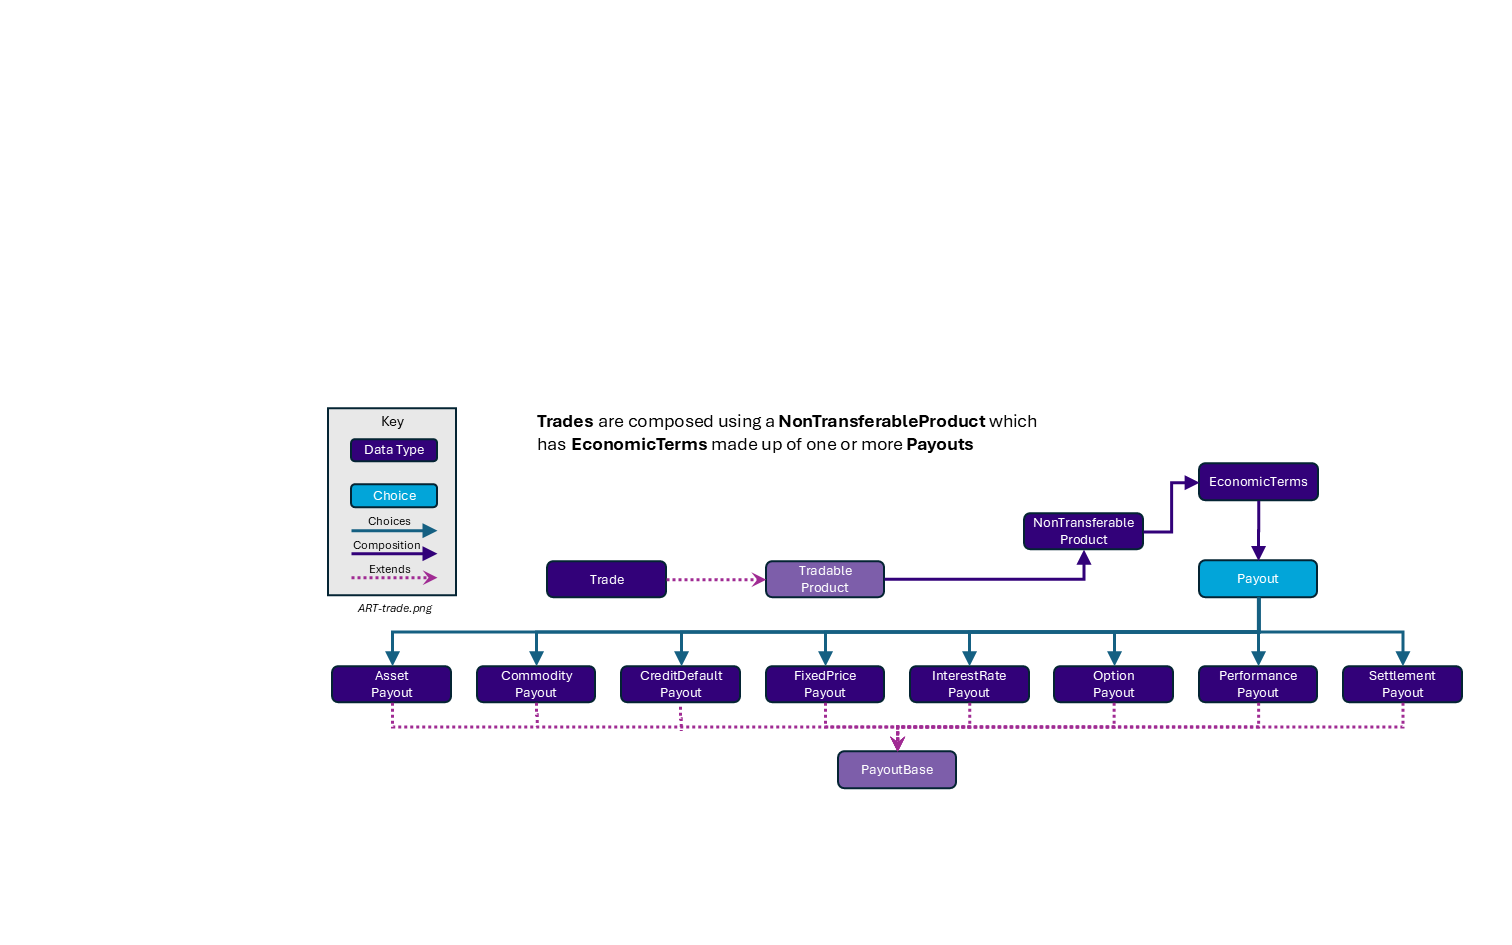 Key
Data Type
Choice
Choices
Composition
Extends
ART-trade.png
Trades are composed using a NonTransferableProduct which
has EconomicTerms made up of one or more Payouts
EconomicTerms
NonTransferable
Product
Trade
Tradable
Product
Payout
Asset
Payout
Commodity
Payout
CreditDefault
Payout
FixedPrice
Payout
InterestRate
Payout
Option
Payout
Performance
Payout
Settlement
Payout
PayoutBase